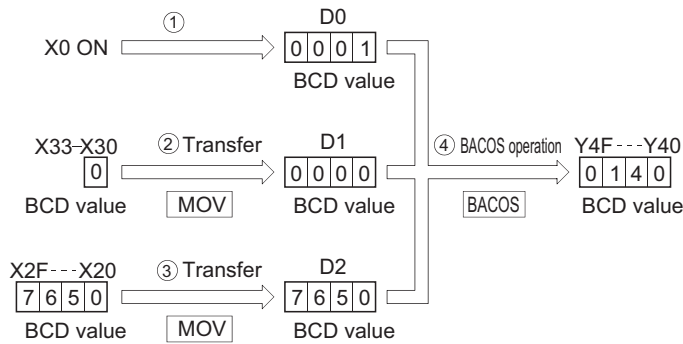 ① D0
X0 ON 0 0 0 1
BCD value
X33-X30 ② Transfer D1 ④ BACOS operation Y4F---Y40
0 0 0 0 0 0 1 4 0
BCD value MOV BCD value BACOS BCD value
X2F---X20 ③ Transfer D2
7 6 5 0 7 6 5 0
BCD value MOV BCD value